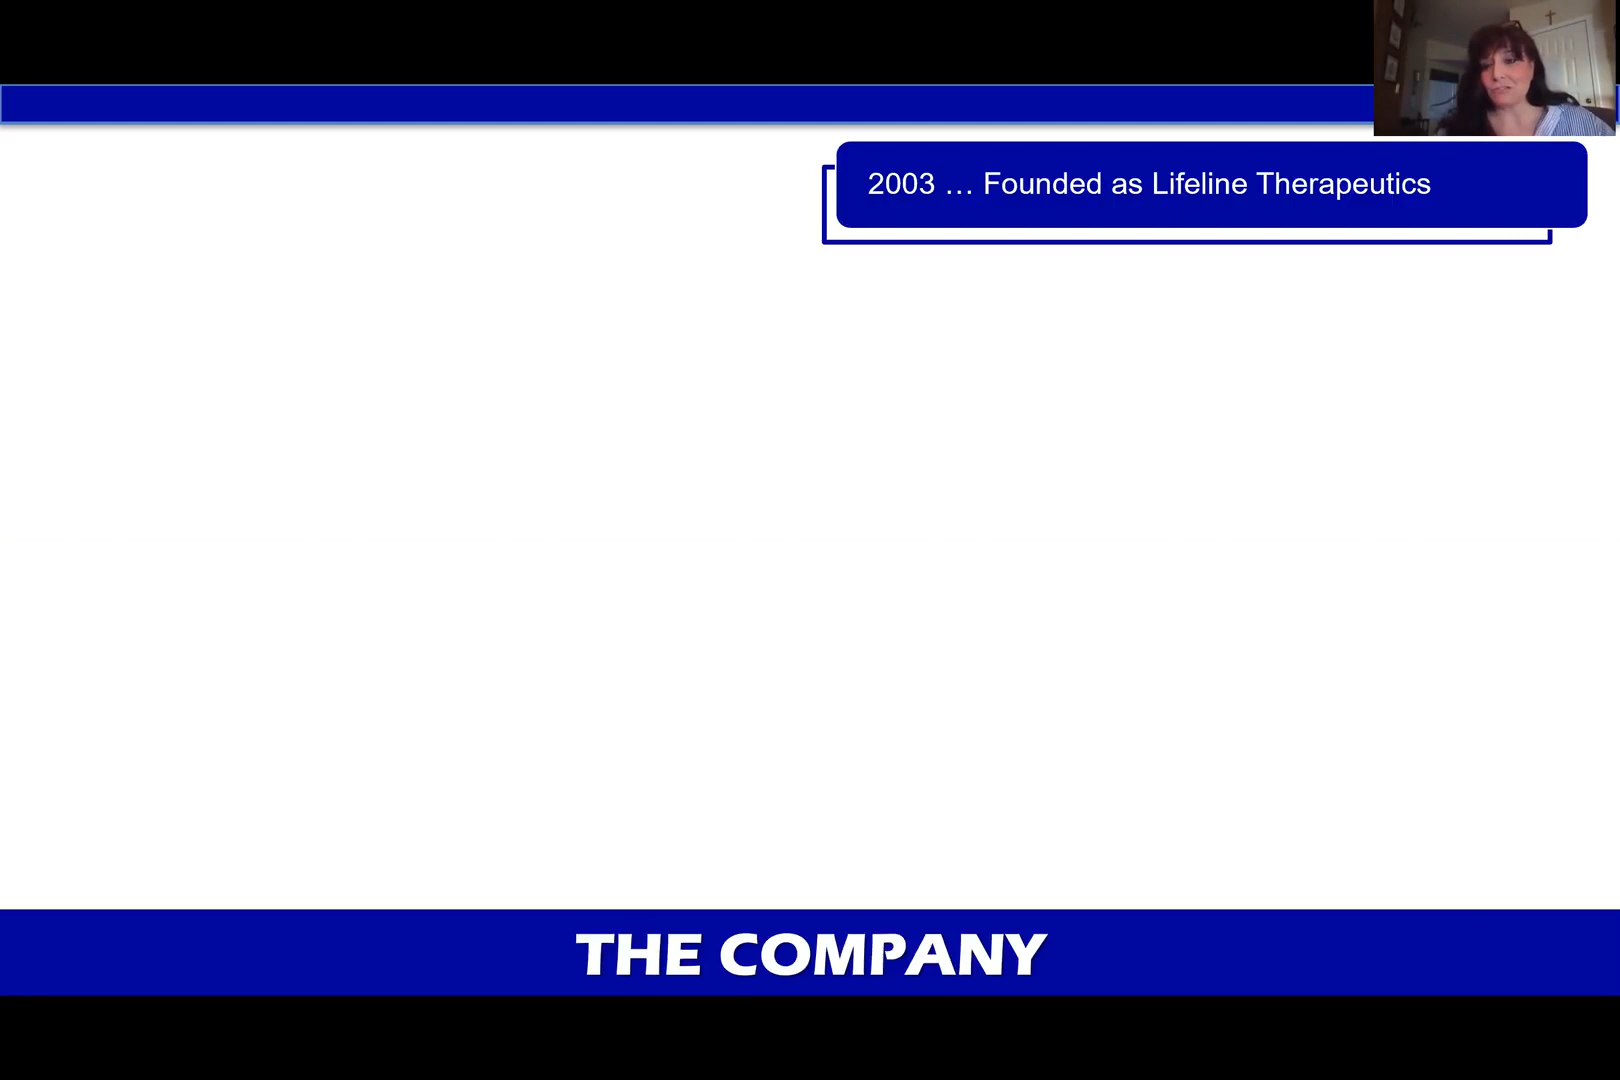 2003 … Founded as Lifeline Therapeutics
THE COMPANY